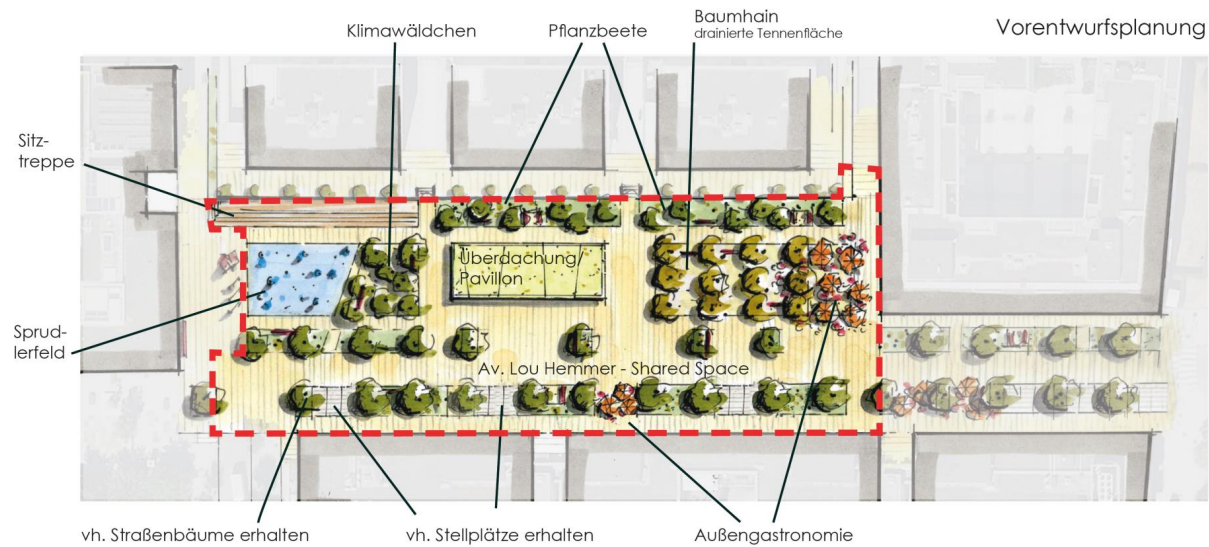 Vorentwurfsplanung
Klimawäldchen
Pflanzbeete
Baumhain
drainierte Tennenfläche
Sitz-
treppe
Überdachung/
Pavillon
Sprud-
lerfeld
Av. Lou Hemmer - Shared Space
vh. Straßenbäume erhalten
vh. Stellplätze erhalten
Außengastronomie